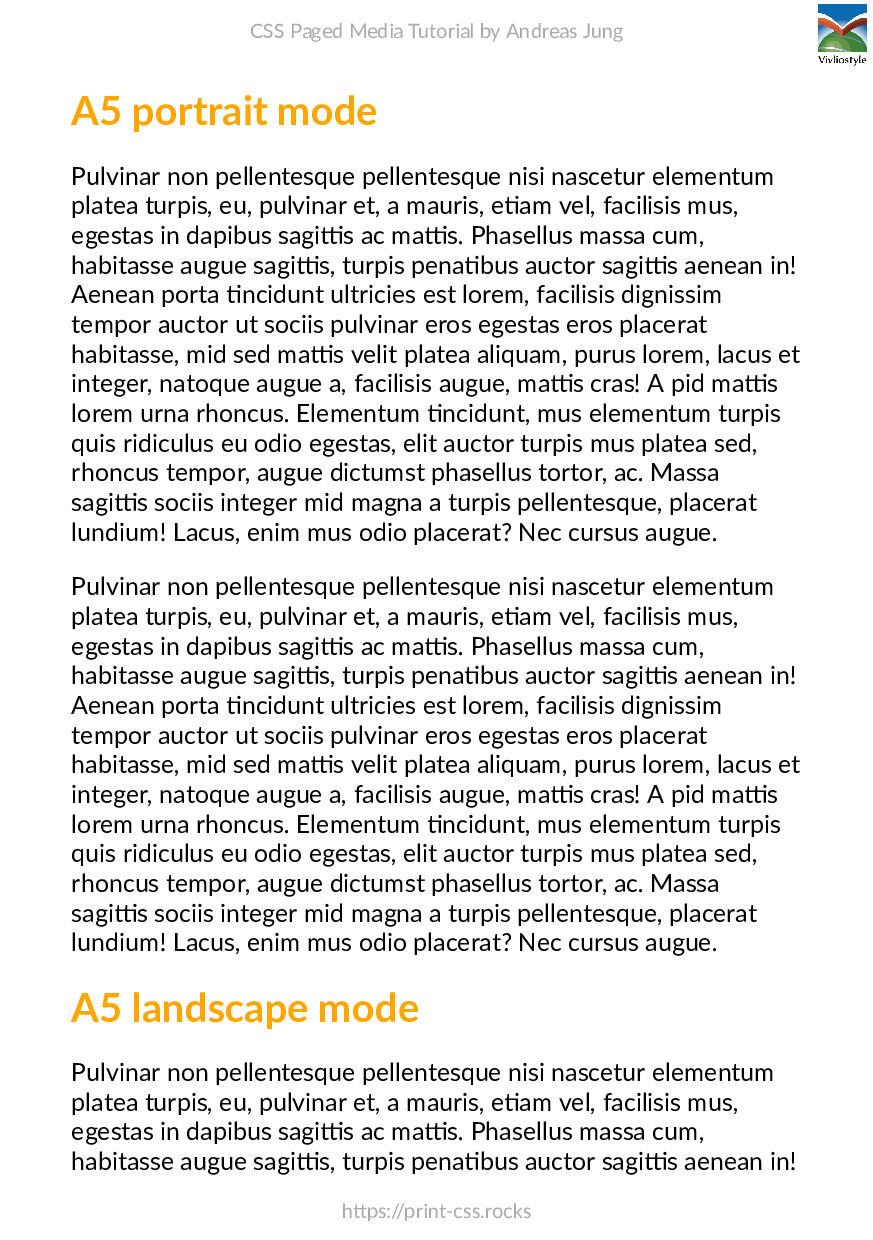 CSS Paged Media Tutorial by Andreas Jung
Vivliostyle
A5 portrait mode
Pulvinar non pellentesque pellentesque nisi nascetur elementum
platea turpis, eu, pulvinar et, a mauris, etiam vel, facilisis mus,
egestas in dapibus sagittis ac mattis. Phasellus massa cum,
habitasse augue sagittis, turpis penatibus auctor sagittis aenean in!
Aenean porta tincidunt ultricies est lorem, facilisis dignissim
tempor auctor ut sociis pulvinar eros egestas eros placerat
habitasse, mid sed mattis velit platea aliquam, purus lorem, lacus et
integer, natoque augue a, facilisis augue, mattis cras! A pid mattis
lorem urna rhoncus. Elementum tincidunt, mus elementum turpis
quis ridiculus eu odio egestas, elit auctor turpis mus platea sed,
rhoncus tempor, augue dictumst phasellus tortor, ac. Massa
sagittis sociis integer mid magna a turpis pellentesque, placerat
lundium! Lacus, enim mus odio placerat? Nec cursus augue.
Pulvinar non pellentesque pellentesque nisi nascetur elementum
platea turpis, eu, pulvinar et, a mauris, etiam vel, facilisis mus,
egestas in dapibus sagittis ac mattis. Phasellus massa cum,
habitasse augue sagittis, turpis penatibus auctor sagittis aenean in!
Aenean porta tincidunt ultricies est lorem, facilisis dignissim
tempor auctor ut sociis pulvinar eros egestas eros placerat
habitasse, mid sed mattis velit platea aliquam, purus lorem, lacus et
integer, natoque augue a, facilisis augue, mattis cras! A pid mattis
lorem urna rhoncus. Elementum tincidunt, mus elementum turpis
quis ridiculus eu odio egestas, elit auctor turpis mus platea sed,
rhoncus tempor, augue dictumst phasellus tortor, ac. Massa
sagittis sociis integer mid magna a turpis pellentesque, placerat
lundium! Lacus, enim mus odio placerat? Nec cursus augue.
A5 landscape mode
Pulvinar non pellentesque pellentesque nisi nascetur elementum
platea turpis, eu, pulvinar et, a mauris, etiam vel, facilisis mus,
egestas in dapibus sagittis ac mattis. Phasellus massa cum,
habitasse augue sagittis, turpis penatibus auctor sagittis aenean in!
https://print-css.rocks